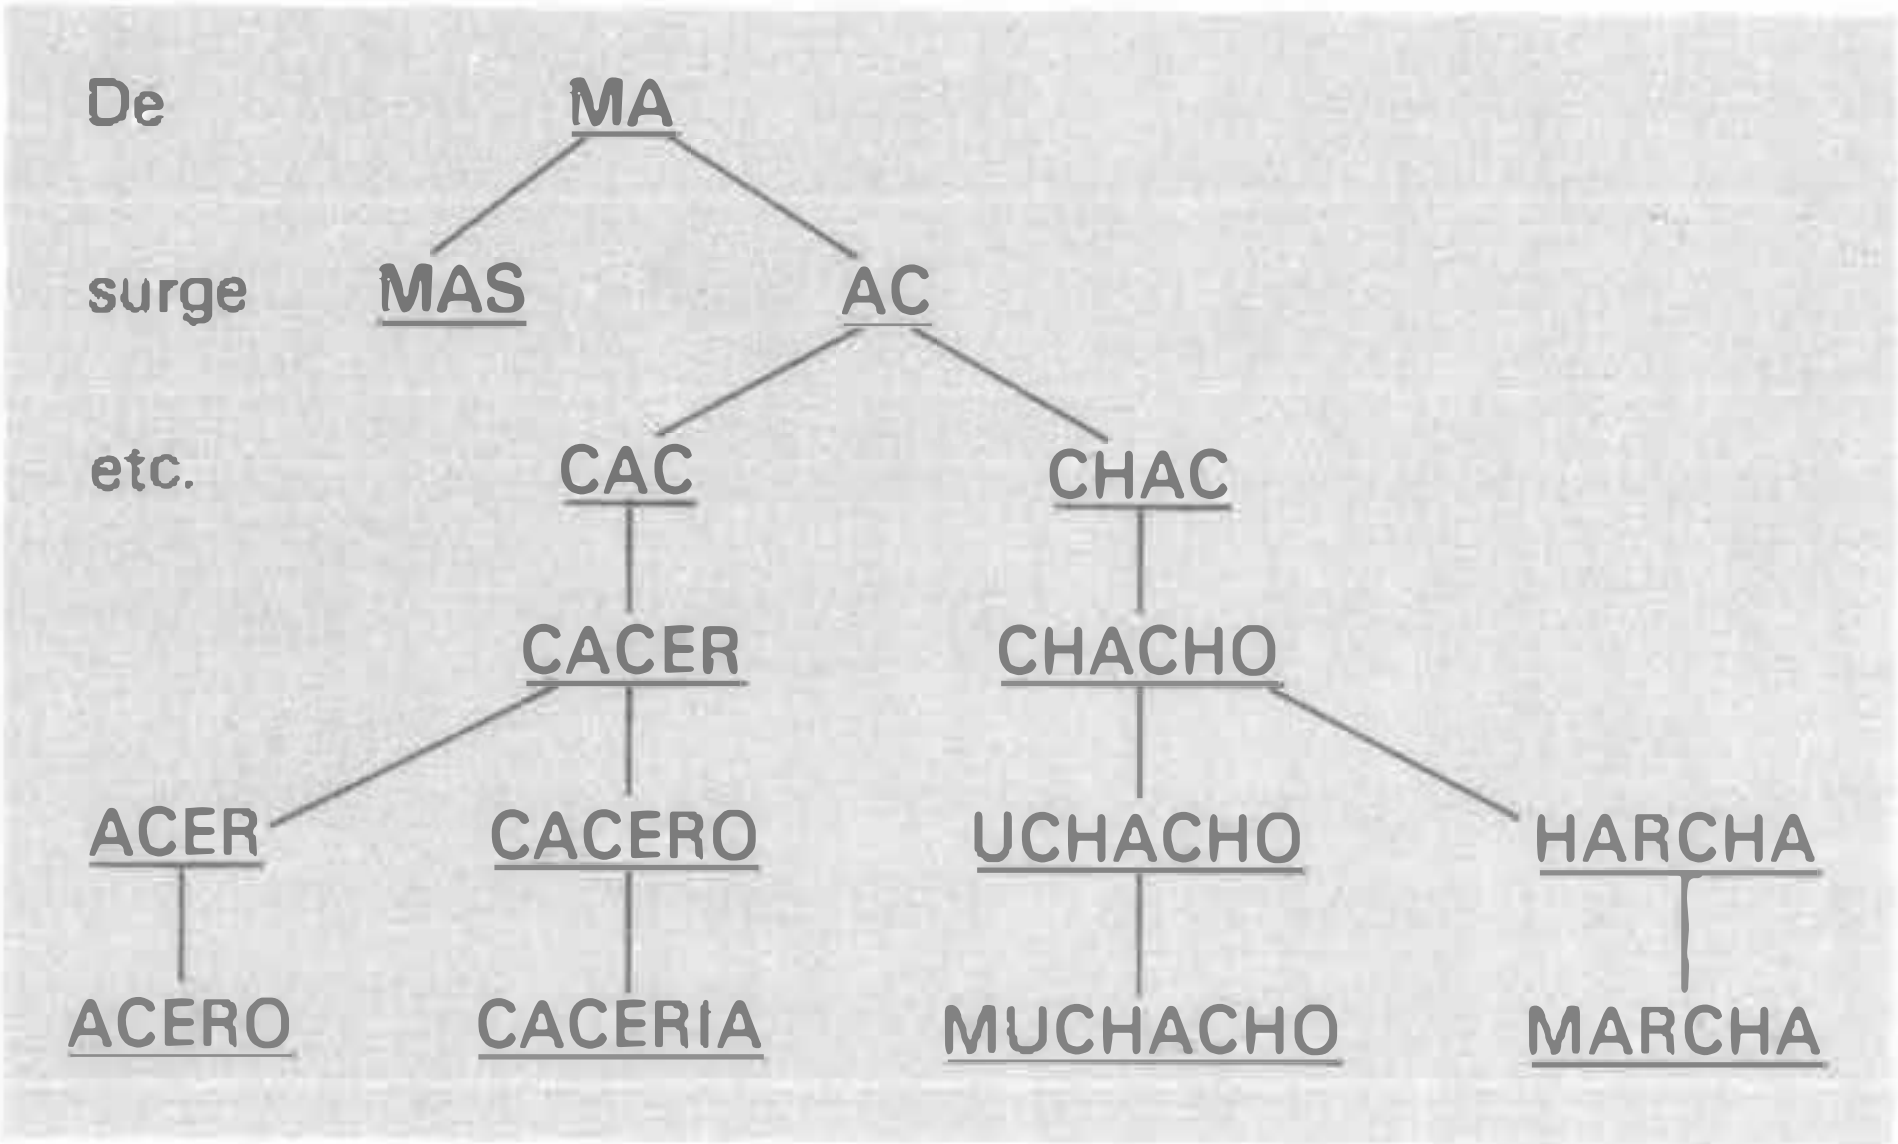 De MA
surge MAS AC
etc. CAC CHAC
CACER CHACHO
ACER CACERO UCHACHO HARCHA
ACERO CACERIA MUCHACHO MARCHA